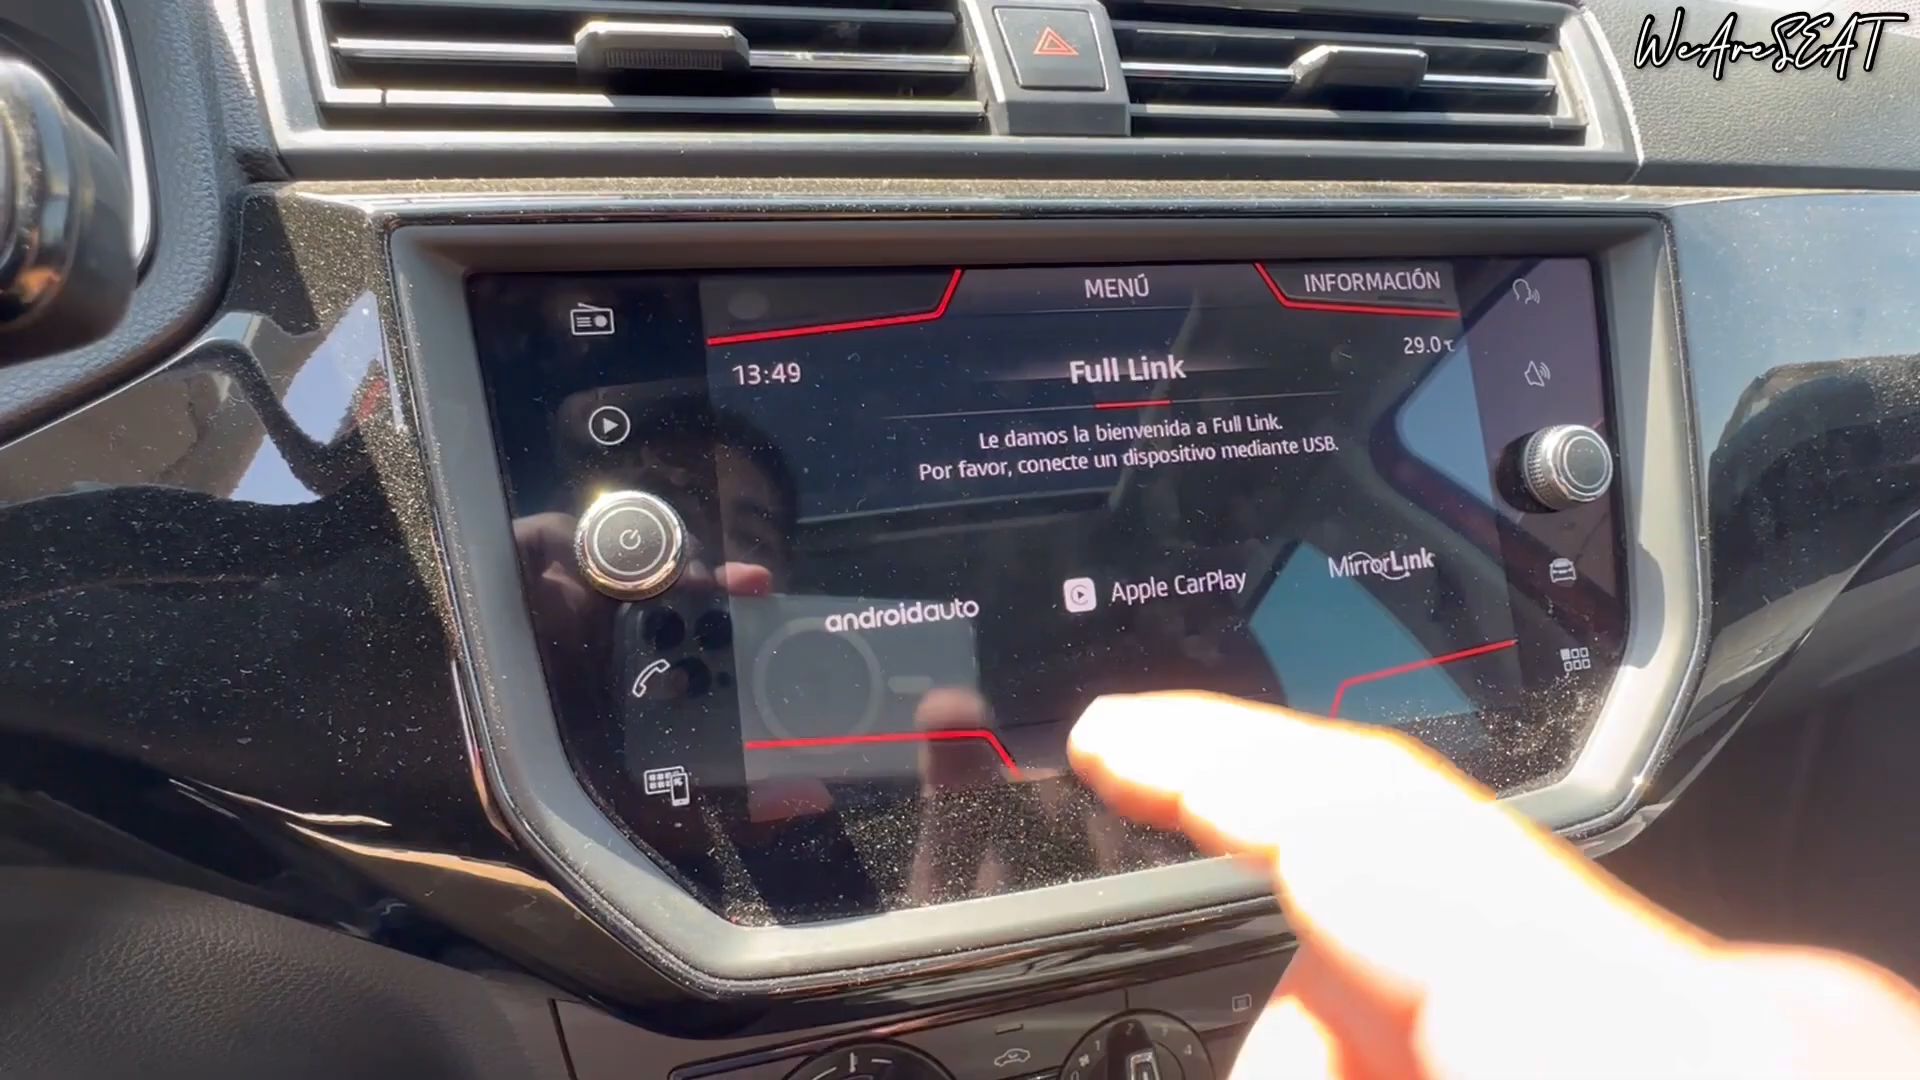 WeAreSEAT
MENÚ
INFORMACIÓN
13:49
29.0℃
Full Link
Le damos la bienvenida a Full Link.
Por favor, conecte un dispositivo mediante USB.
androidauto
Apple CarPlay
MirrorLink